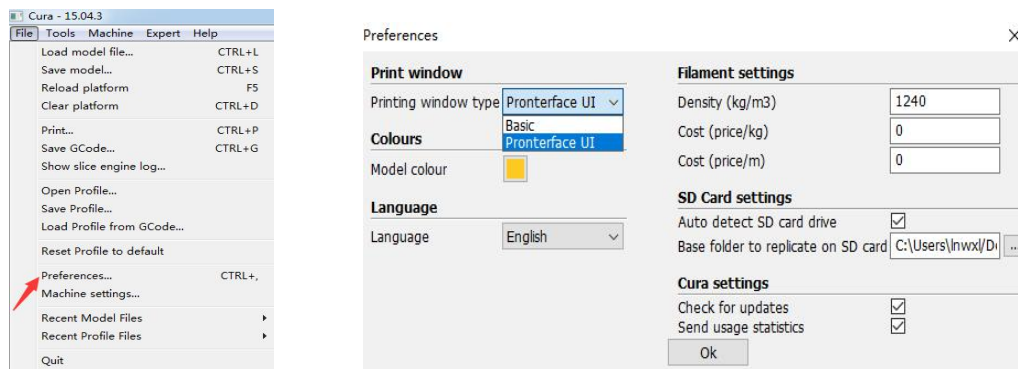 Cura - 15.04.3
File Tools Machine Expert Help
Load model file... CTRL+L
Save model... CTRL+S
Reload platform F5
Clear platform CTRL+D
Print... CTRL+P
Save GCode... CTRL+G
Show slice engine log...
Open Profile...
Save Profile...
Load Profile from GCode...
Reset Profile to default
Preferences... CTRL+,
Machine settings...
Recent Model Files
Recent Profile Files
Quit
Preferences
Print window
Printing window type Pronterface UI
Basic
Pronterface UI
Colours
Model colour
Language
Language English
Filament settings
Density (kg/m3) 1240
Cost (price/kg) 0
Cost (price/m) 0
SD Card settings
Auto detect SD card drive
Base folder to replicate on SD card C:\Users\lnwxl/D ...
Cura settings
Check for updates
Send usage statistics
Ok